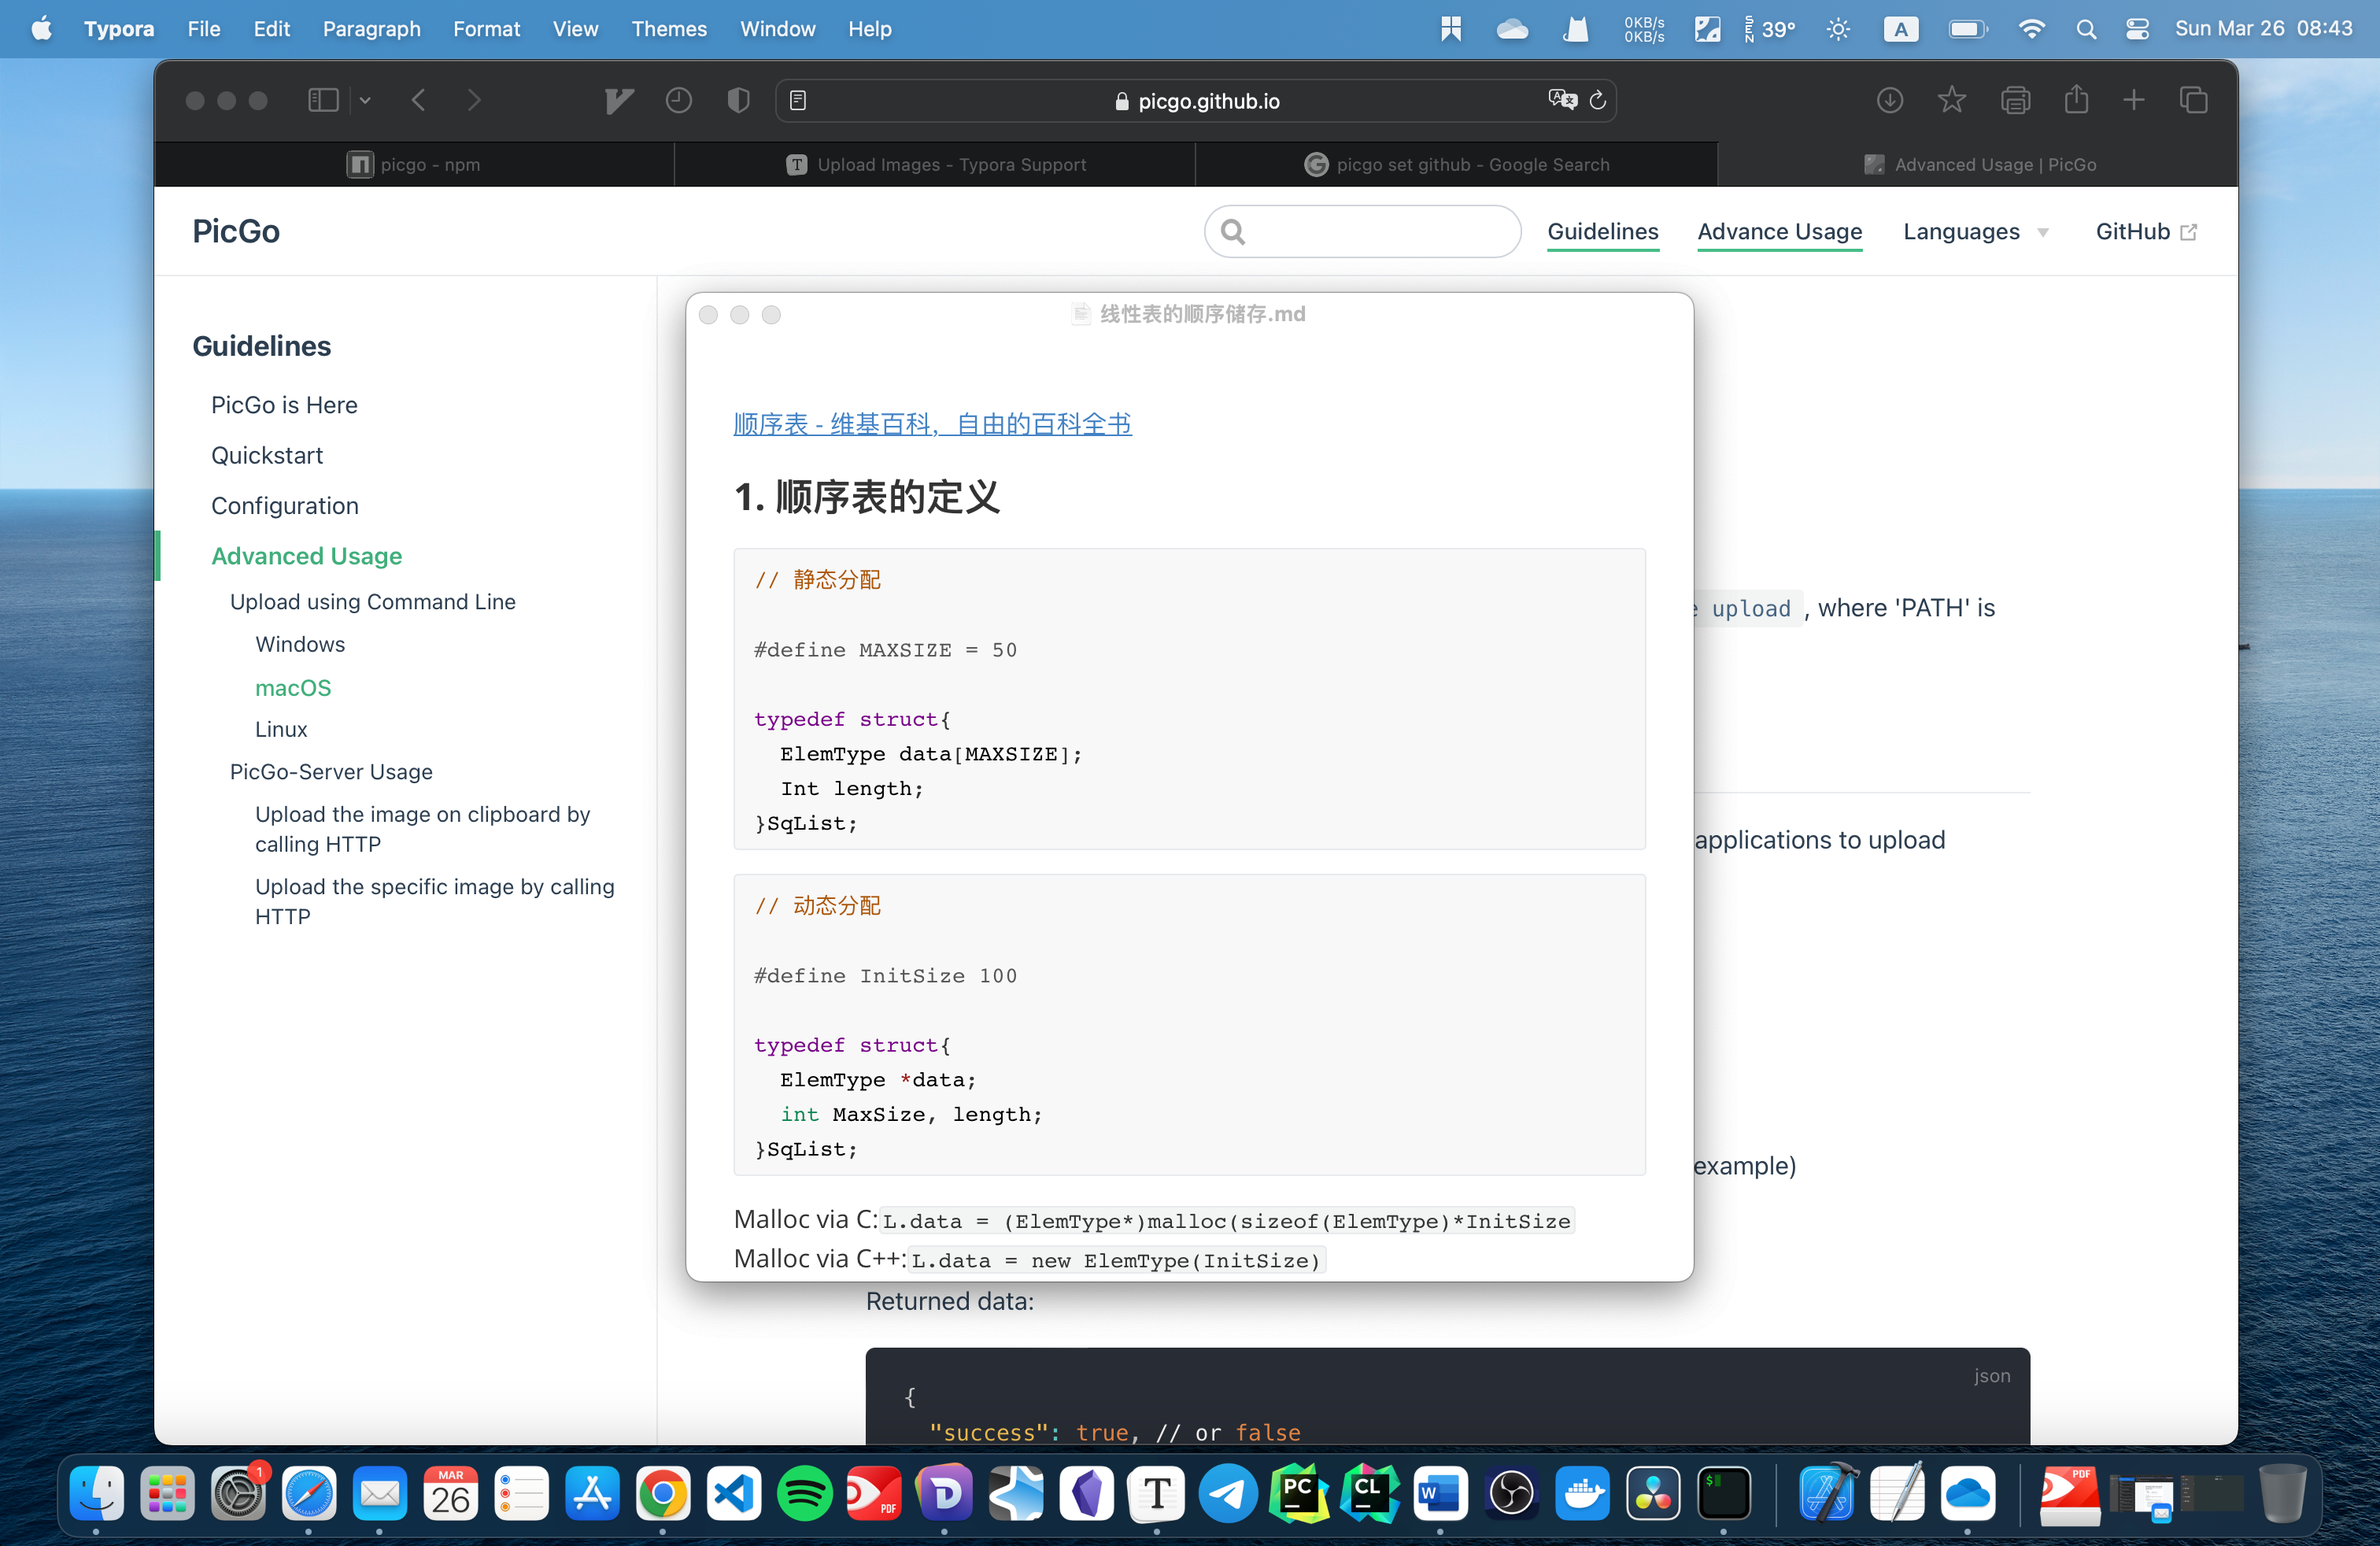 Typora File Edit Paragraph Format View Themes Window Help
0KB/s
0KB/s
SEN 39° A Sun Mar 26 08:43
picgo.github.io
picgo - npm
Upload Images - Typora Support
picgo set github - Google Search
Advanced Usage | PicGo
PicGo
Guidelines Advance Usage Languages GitHub
Guidelines
PicGo is Here
Quickstart
Configuration
Advanced Usage
Upload using Command Line
Windows
macOS
Linux
PicGo-Server Usage
Upload the image on clipboard by
calling HTTP
Upload the specific image by calling
HTTP
线性表的顺序储存.md
顺序表 - 维基百科，自由的百科全书
1. 顺序表的定义
// 静态分配
#define MAXSIZE = 50
typedef struct{
ElemType data[MAXSIZE];
Int length;
}SqList;
// 动态分配
#define InitSize 100
typedef struct{
ElemType *data;
int MaxSize, length;
}SqList;
Malloc via C:L.data = (ElemType*)malloc(sizeof(ElemType)*InitSize
Malloc via C++:L.data = new ElemType(InitSize)
upload , where 'PATH' is
applications to upload
example)
Returned data:
json
{
"success": true, // or false
1
MAR
26
PDF
T
PC
CL
W
$
PDF